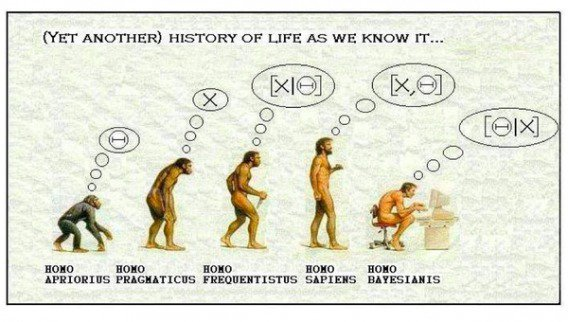 (YET ANOTHER) HISTORY OF LIFE AS WE KNOW IT...
Θ
X
[X|Θ]
[X,Θ]
[Θ|X]
HOMO APRIORIUS
HOMO PRAGMATICUS
HOMO FREQUENTISTUS
HOMO SAPIENS
HOMO BAYESIANIS